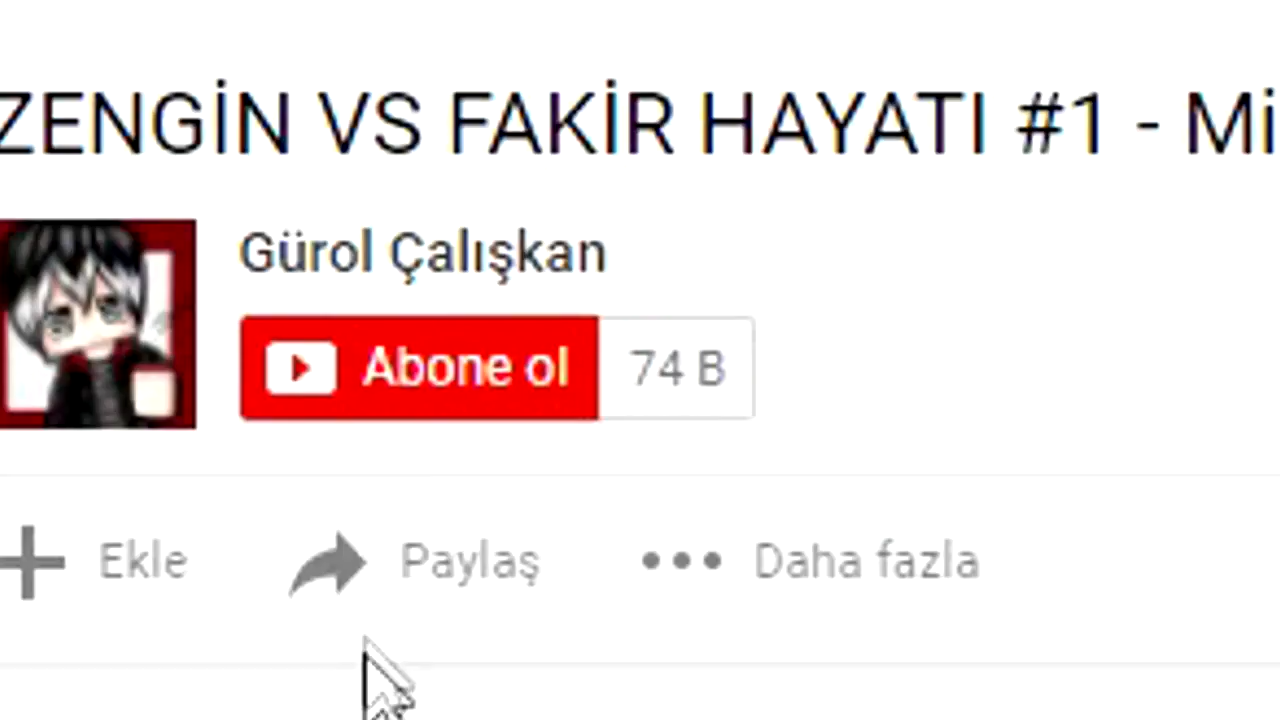 ZENGİN VS FAKİR HAYATI #1 - Mi
Gürol Çalışkan
Abone ol 74 B
Ekle Paylaş Daha fazla